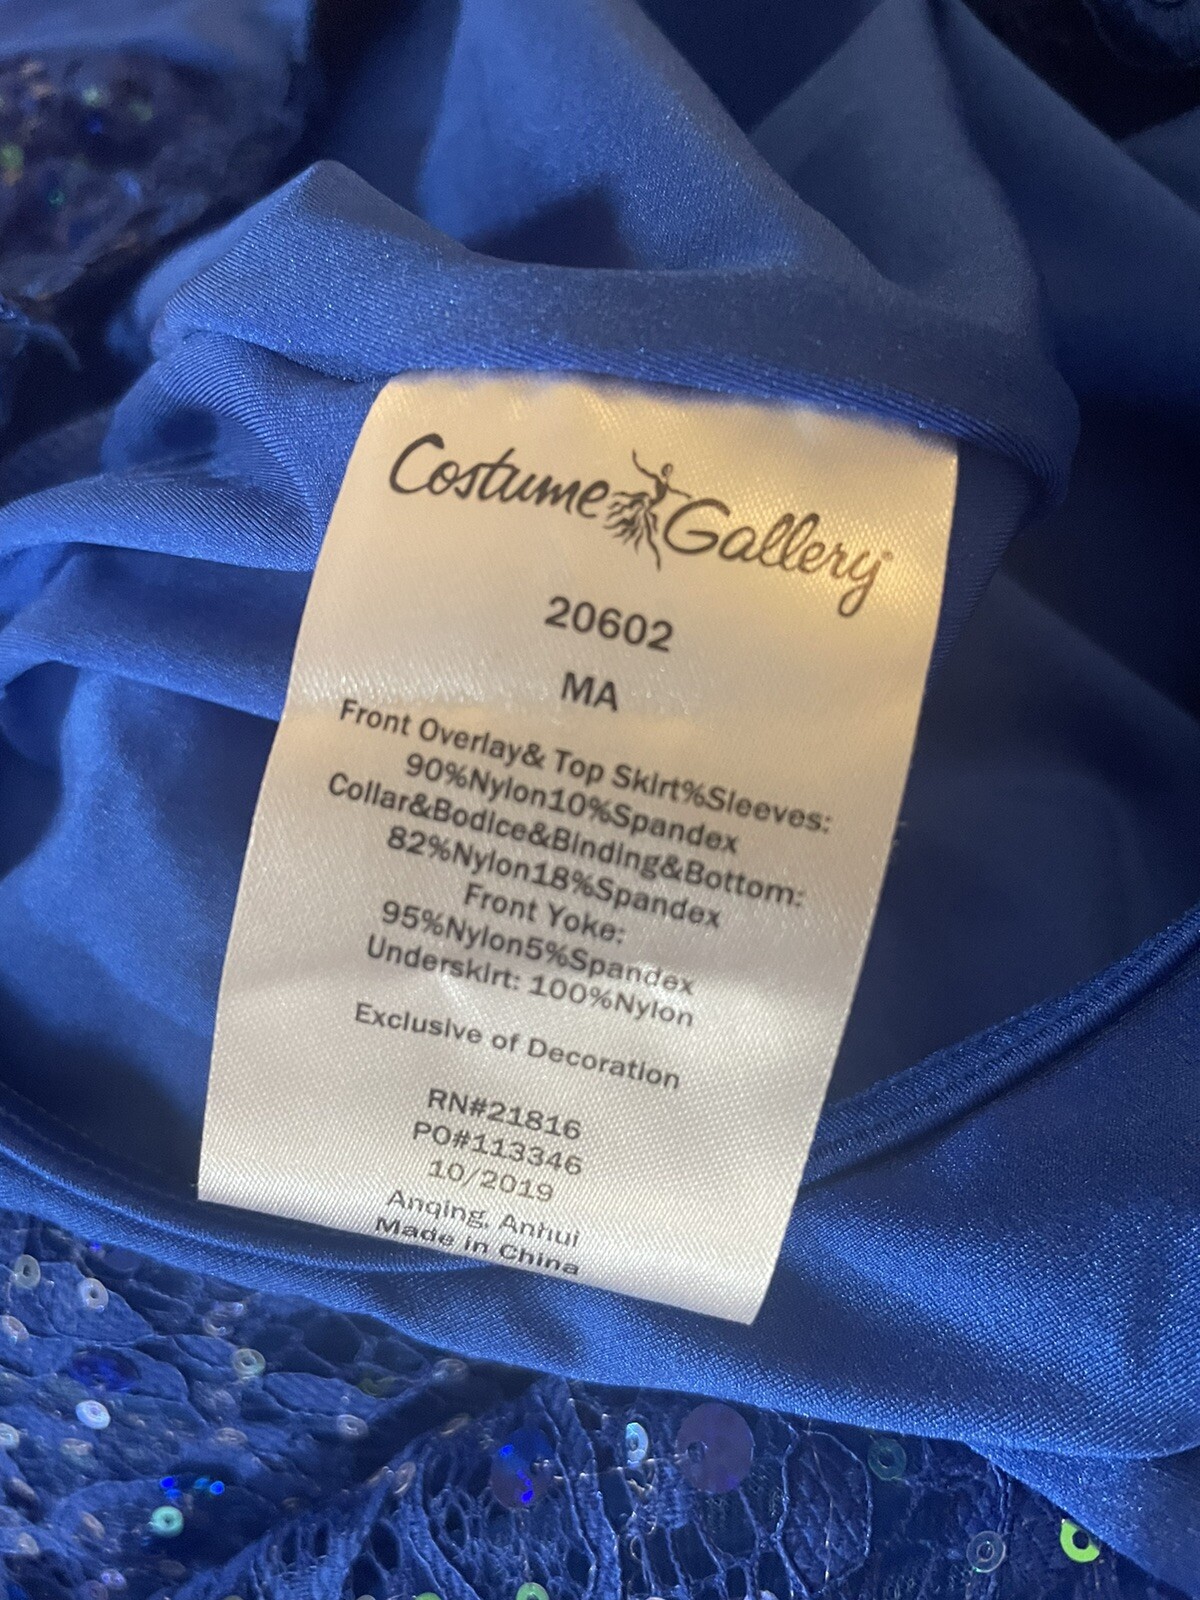 Costume Gallery
20602
MA
Front Overlay& Top Skirt%Sleeves:
90%Nylon10%Spandex
Collar&Bodice&Binding&Bottom:
82%Nylon18%Spandex
Front Yoke:
95%Nylon5%Spandex
Underskirt: 100%Nylon
Exclusive of Decoration
RN#21816
PO#113346
10/2019
Anqing, Anhui
Made in China